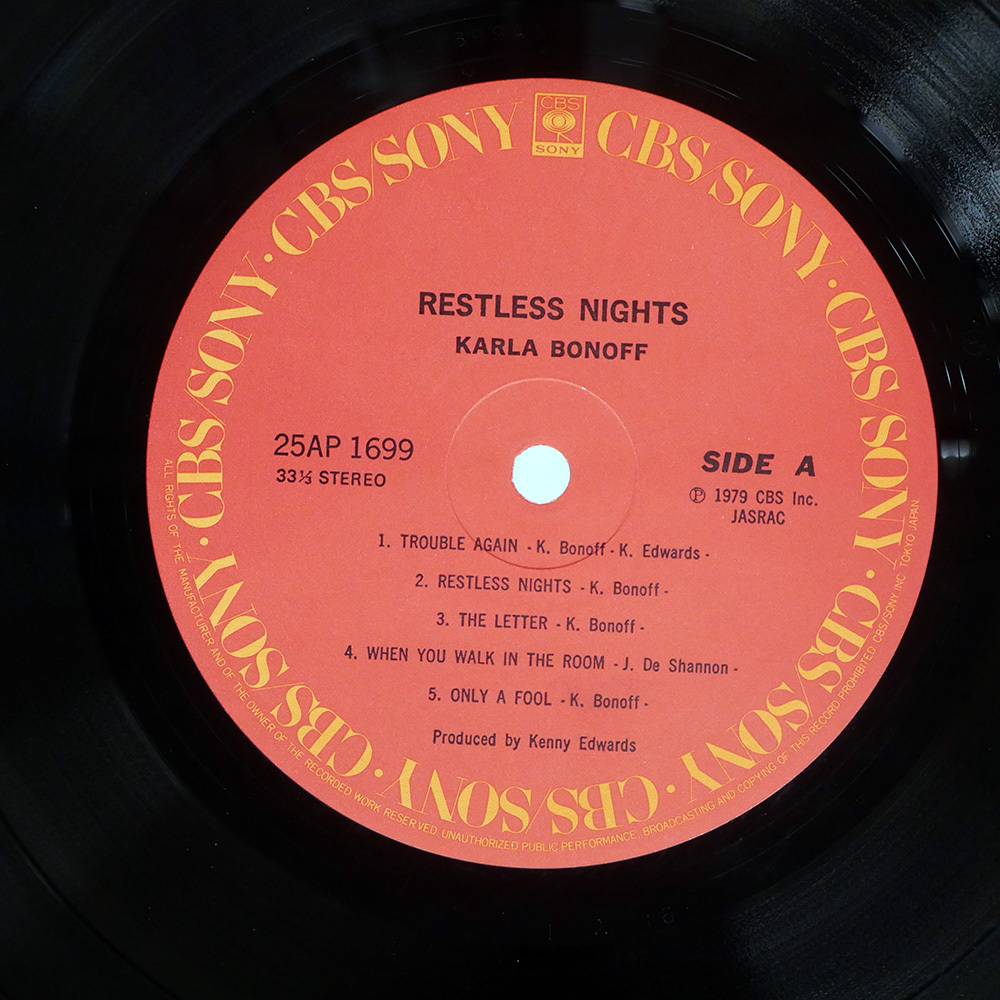 CBS
SONY
CBS/SONY · CBS/SONY · CBS/SONY · CBS/SONY · CBS/SONY · CBS/SONY · CBS/SONY · CBS/SONY
RESTLESS NIGHTS
KARLA BONOFF
25AP 1699
33⅓ STEREO
SIDE A
Ⓟ 1979 CBS Inc.
JASRAC
1. TROUBLE AGAIN - K. Bonoff - K. Edwards -
2. RESTLESS NIGHTS - K. Bonoff -
3. THE LETTER - K. Bonoff -
4. WHEN YOU WALK IN THE ROOM - J. De Shannon -
5. ONLY A FOOL - K. Bonoff -
Produced by Kenny Edwards
ALL RIGHTS OF THE MANUFACTURER AND OF THE OWNER OF THE RECORDED WORK RESERVED. UNAUTHORIZED PUBLIC PERFORMANCE, BROADCASTING AND COPYING OF THIS RECORD PROHIBITED CBS/SONY INC. TOKYO JAPAN